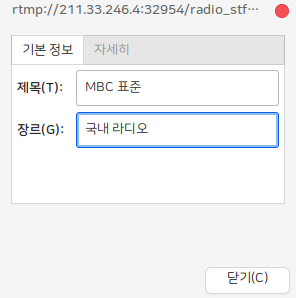 rtmp://211.33.246.4:32954/radio_stf…
기본 정보 자세히
제목(T): MBC 표준
장르(G): 국내 라디오
닫기(C)